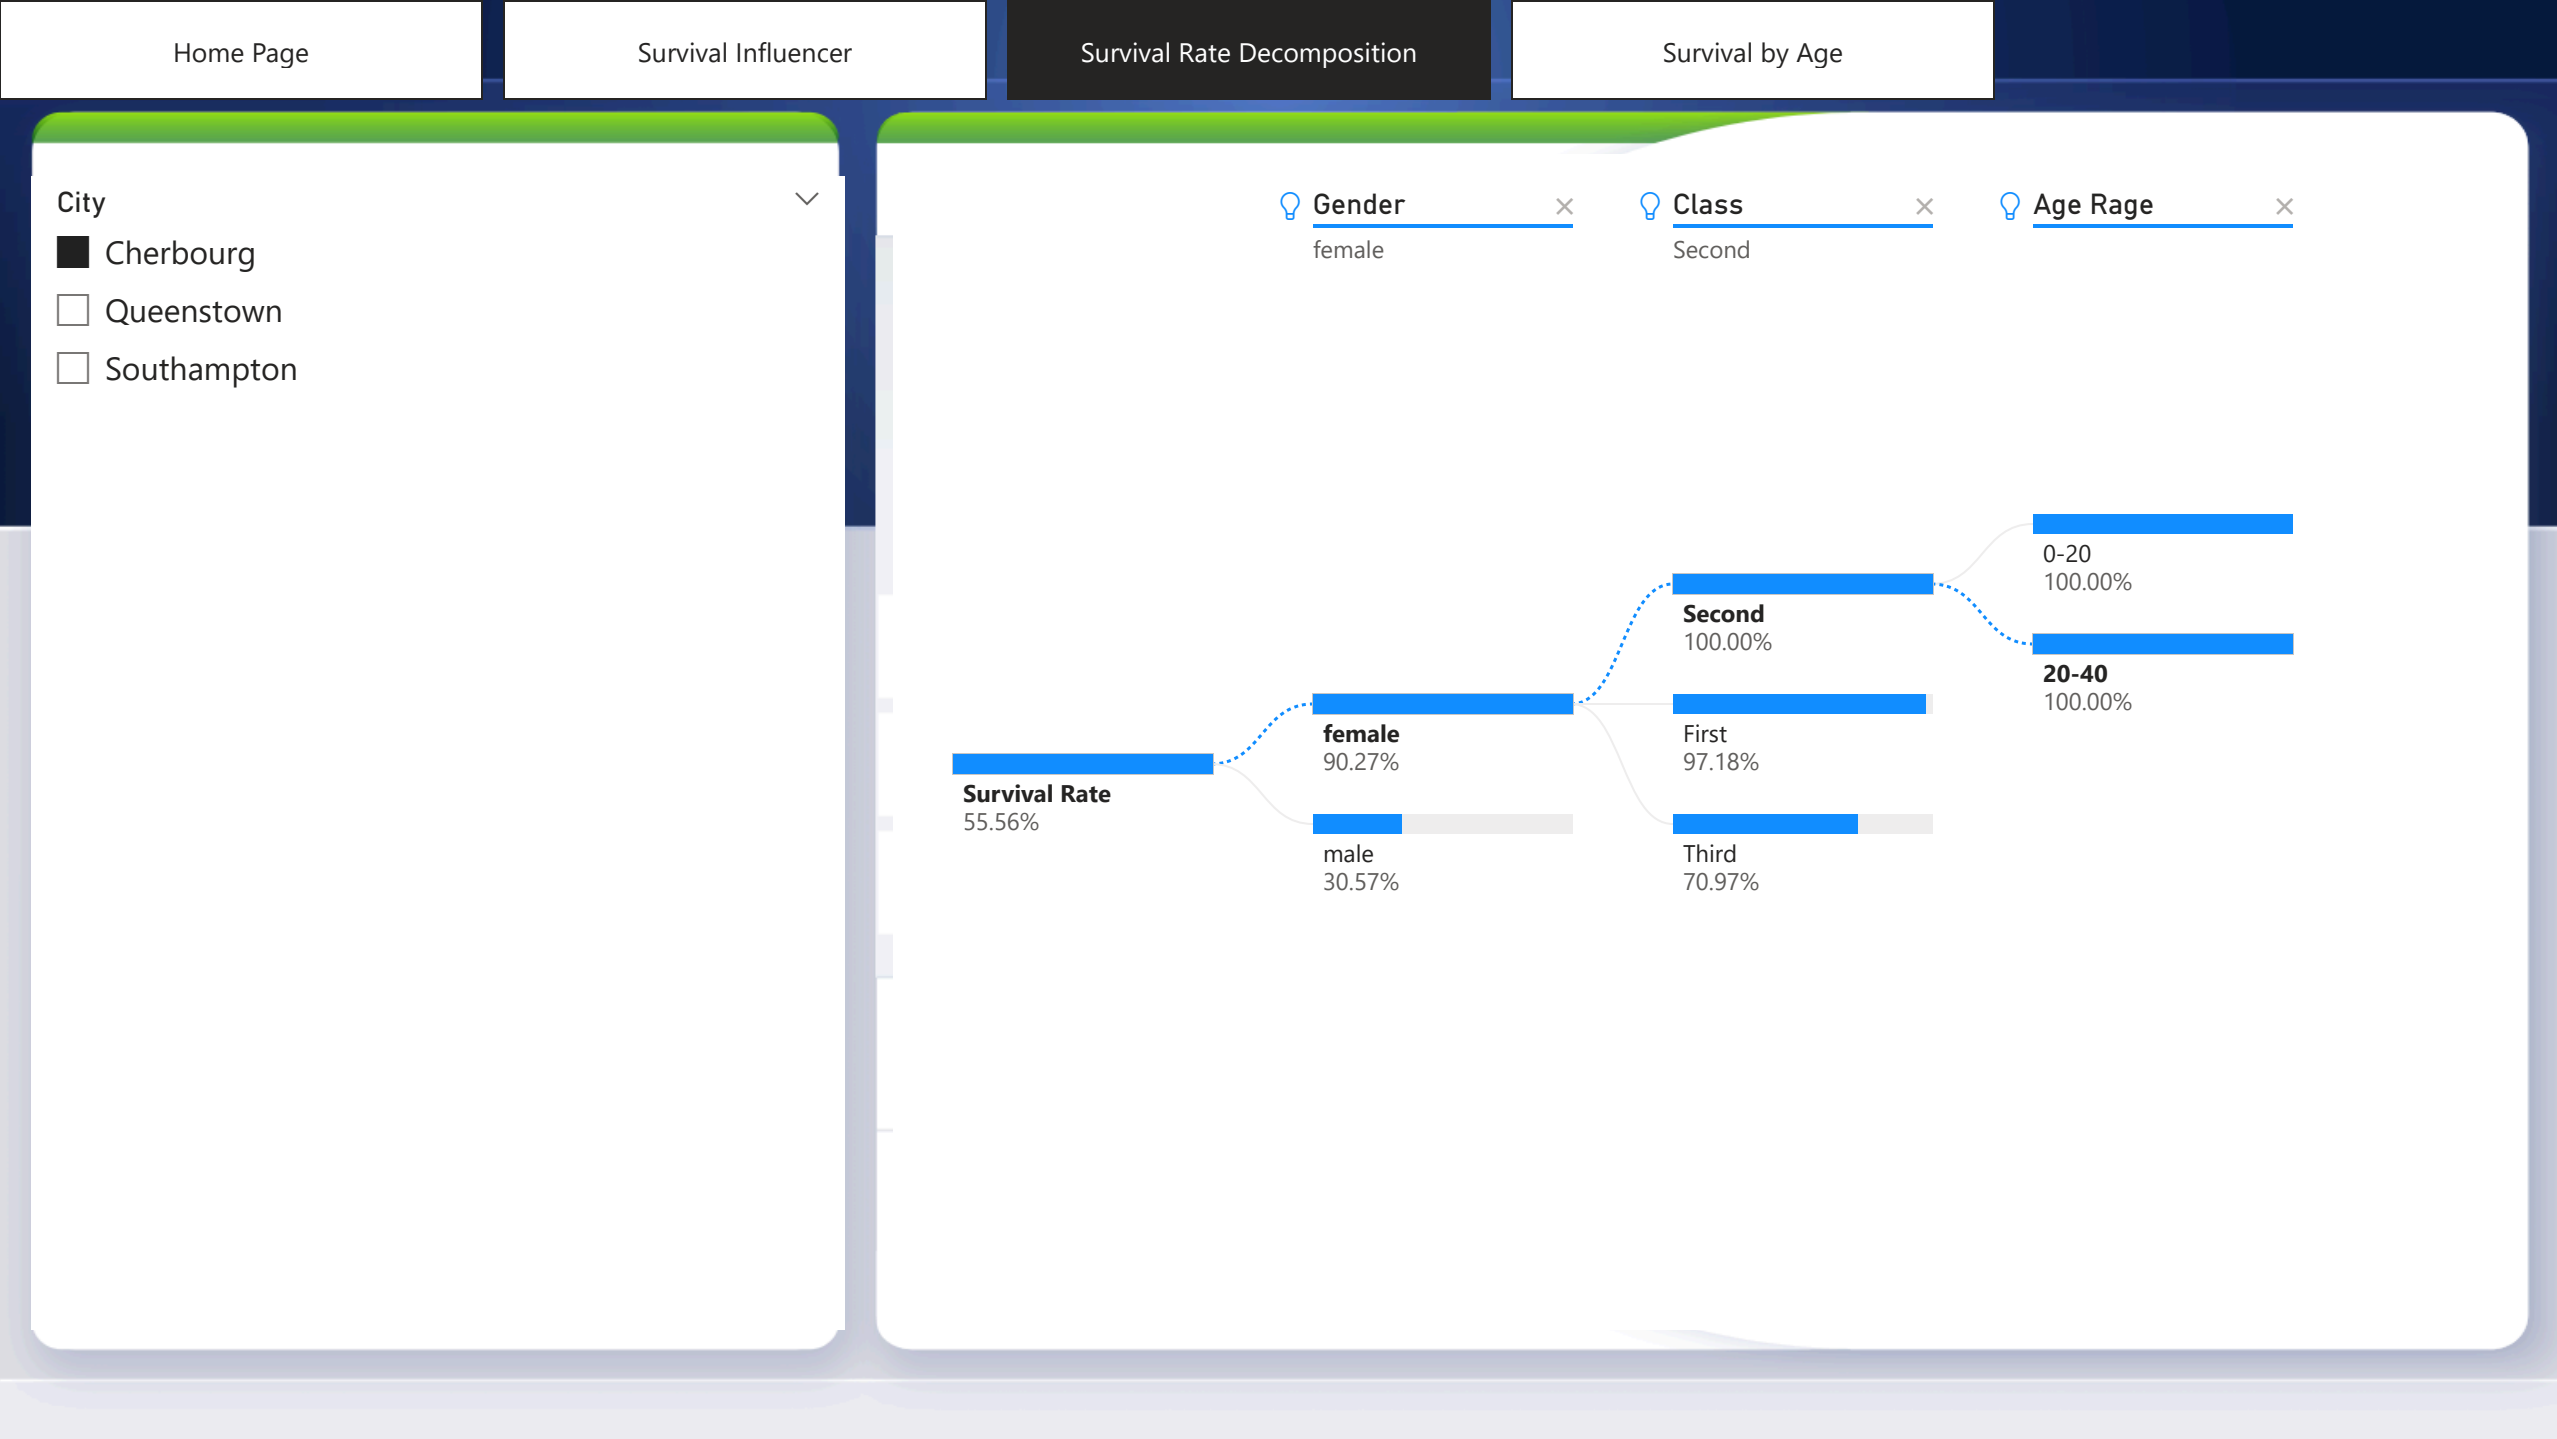 Home Page
Survival Influencer
Survival Rate Decomposition
Survival by Age
City
Cherbourg
Queenstown
Southampton
Gender
female
Class
Second
Age Rage
Survival Rate
55.56%
female
90.27%
male
30.57%
Second
100.00%
First
97.18%
Third
70.97%
0-20
100.00%
20-40
100.00%